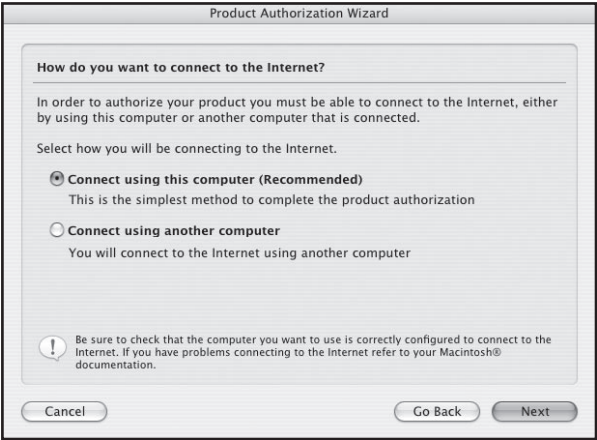 Product Authorization Wizard
How do you want to connect to the Internet?
In order to authorize your product you must be able to connect to the Internet, either
by using this computer or another computer that is connected.
Select how you will be connecting to the Internet.
Connect using this computer (Recommended)
This is the simplest method to complete the product authorization
Connect using another computer
You will connect to the Internet using another computer
Be sure to check that the computer you want to use is correctly configured to connect to the
Internet. If you have problems connecting to the Internet refer to your Macintosh®
documentation.
Cancel Go Back Next